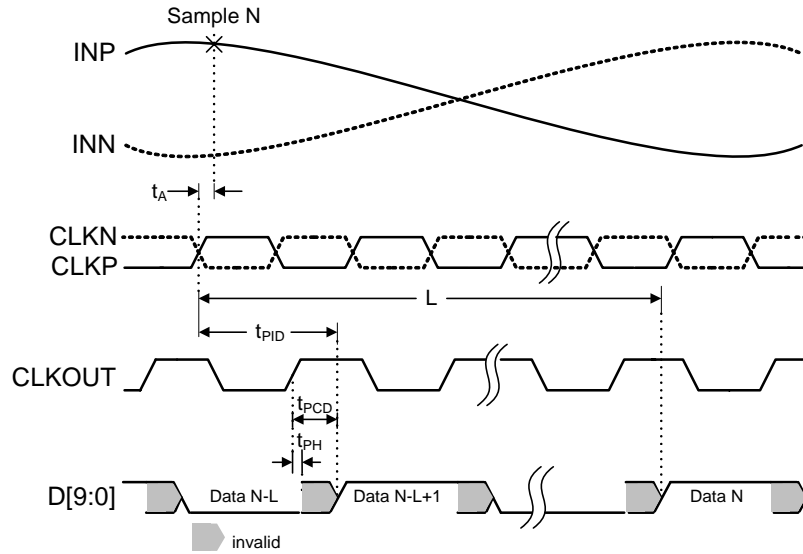 Sample N
INP
INN
tA
CLKN
CLKP
L
tPID
CLKOUT
tPCD
tPH
D[9:0]
Data N-L
Data N-L+1
Data N
invalid